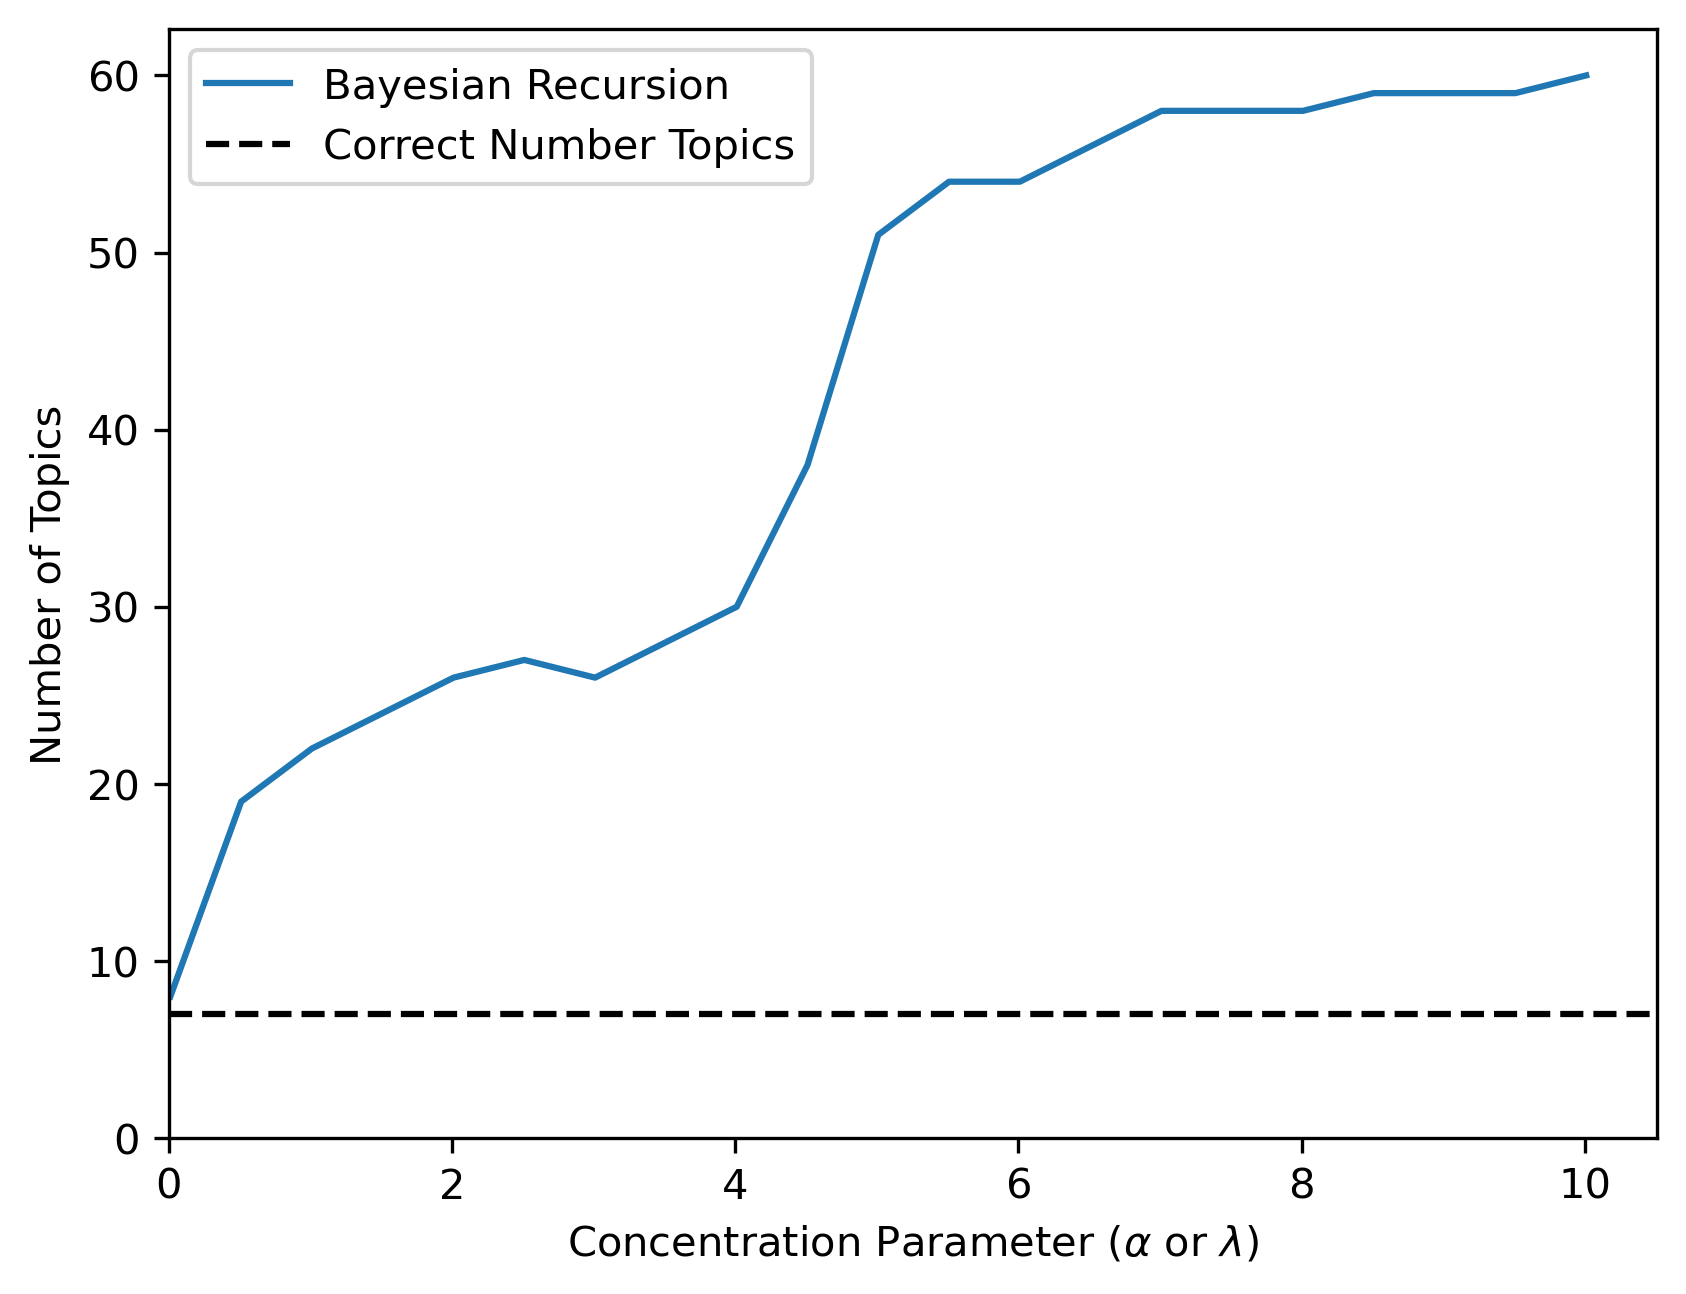 Bayesian Recursion
Correct Number Topics
60
50
40
30
20
10
0
Number of Topics
0 2 4 6 8 10
Concentration Parameter (α or λ)